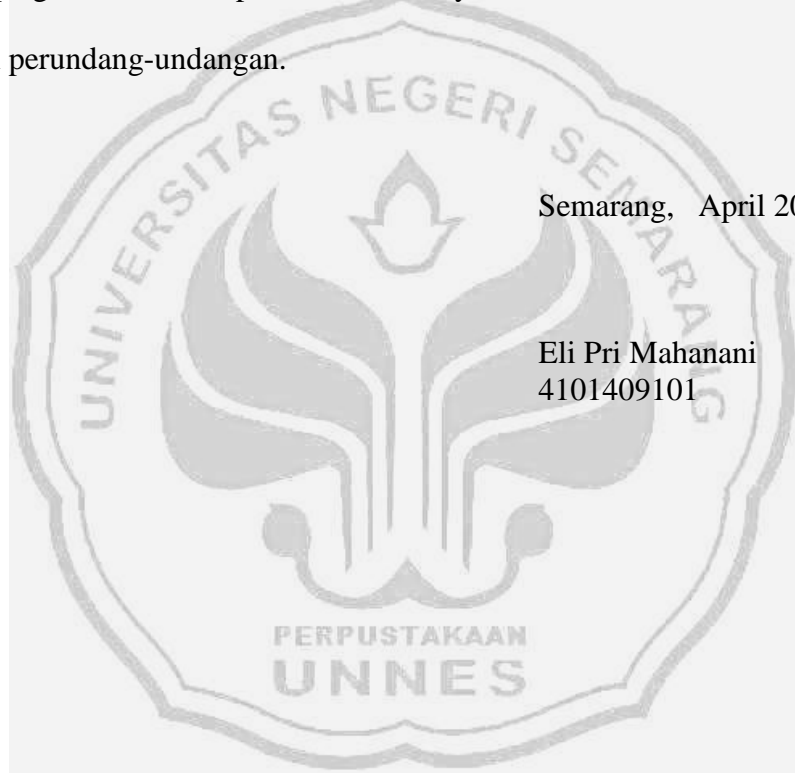 perundang-undangan.
UNIVERSITAS NEGERI SEMARANG
Semarang, April 20
Eli Pri Mahanani
4101409101
PERPUSTAKAAN
UNNES